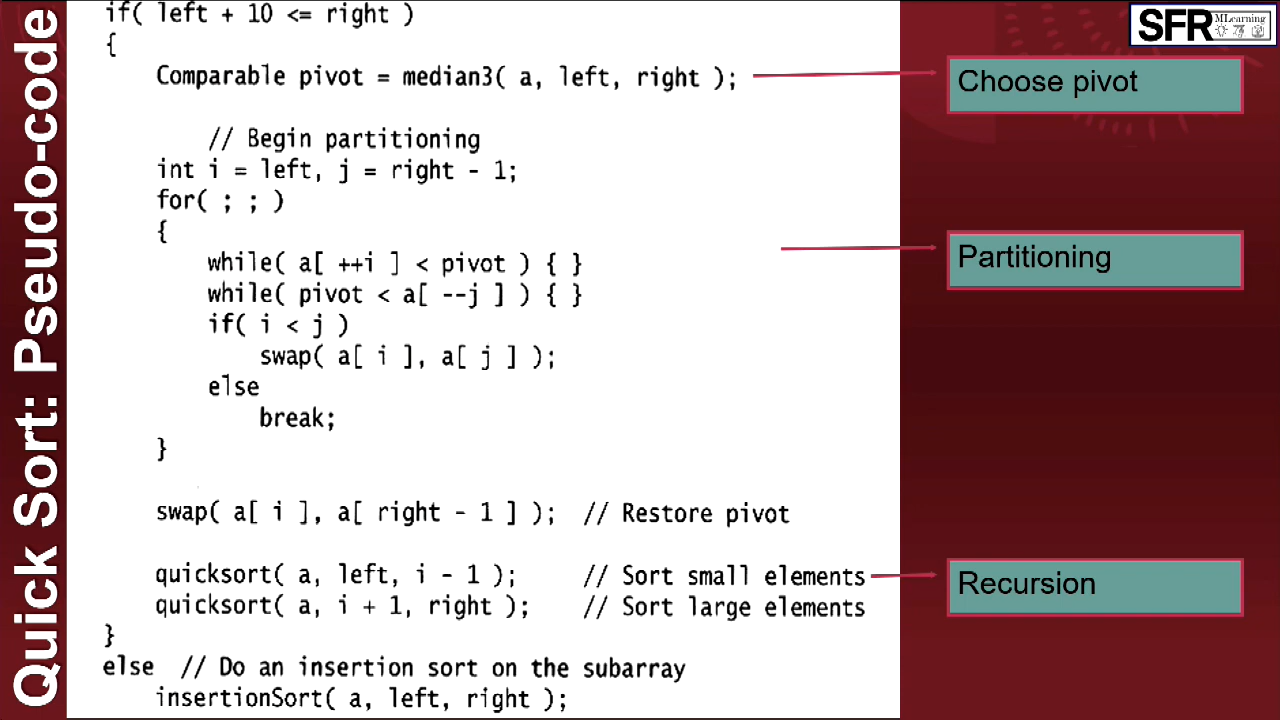 Quick Sort: Pseudo-code
if( left + 10 <= right )
{
Comparable pivot = median3( a, left, right );
// Begin partitioning
int i = left, j = right - 1;
for( ; ; )
{
while( a[ ++i ] < pivot ) { }
while( pivot < a[ --j ] ) { }
if( i < j )
swap( a[ i ], a[ j ] );
else
break;
}
swap( a[ i ], a[ right - 1 ] ); // Restore pivot
quicksort( a, left, i - 1 ); // Sort small elements
quicksort( a, i + 1, right ); // Sort large elements
}
else // Do an insertion sort on the subarray
insertionSort( a, left, right );
SFR MLearning
Choose pivot
Partitioning
Recursion